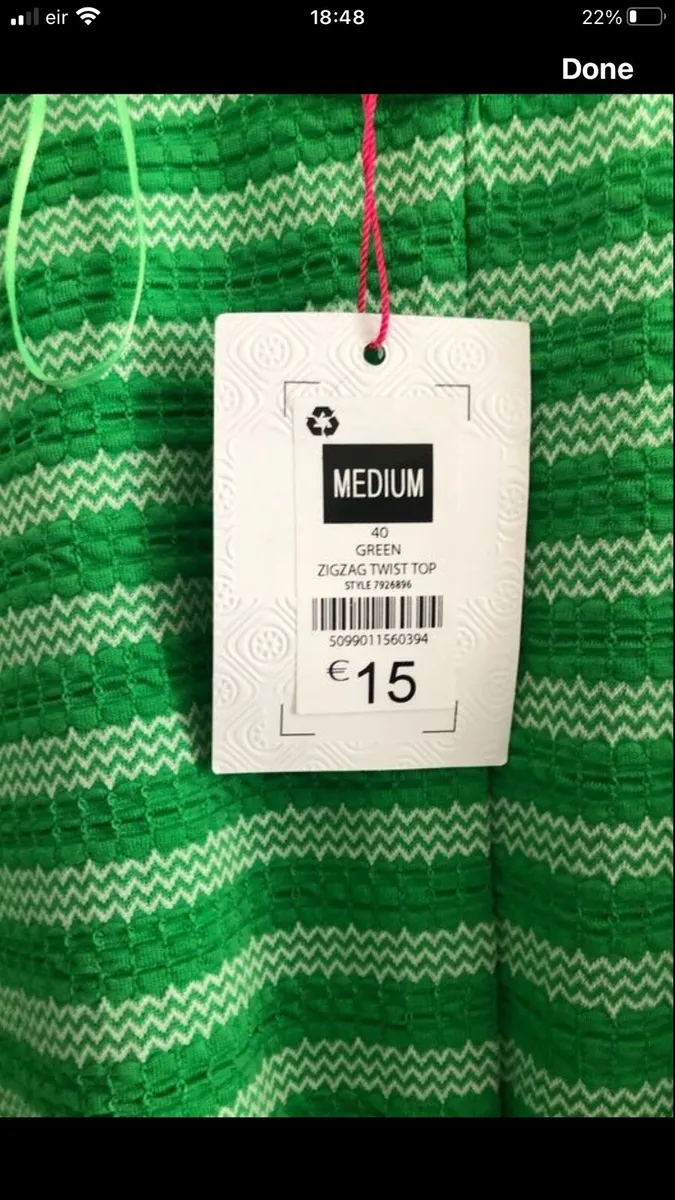 eir 18:48 22%
Done
MEDIUM
40
GREEN
ZIGZAG TWIST TOP
STYLE 7926896
5099011560394
€15